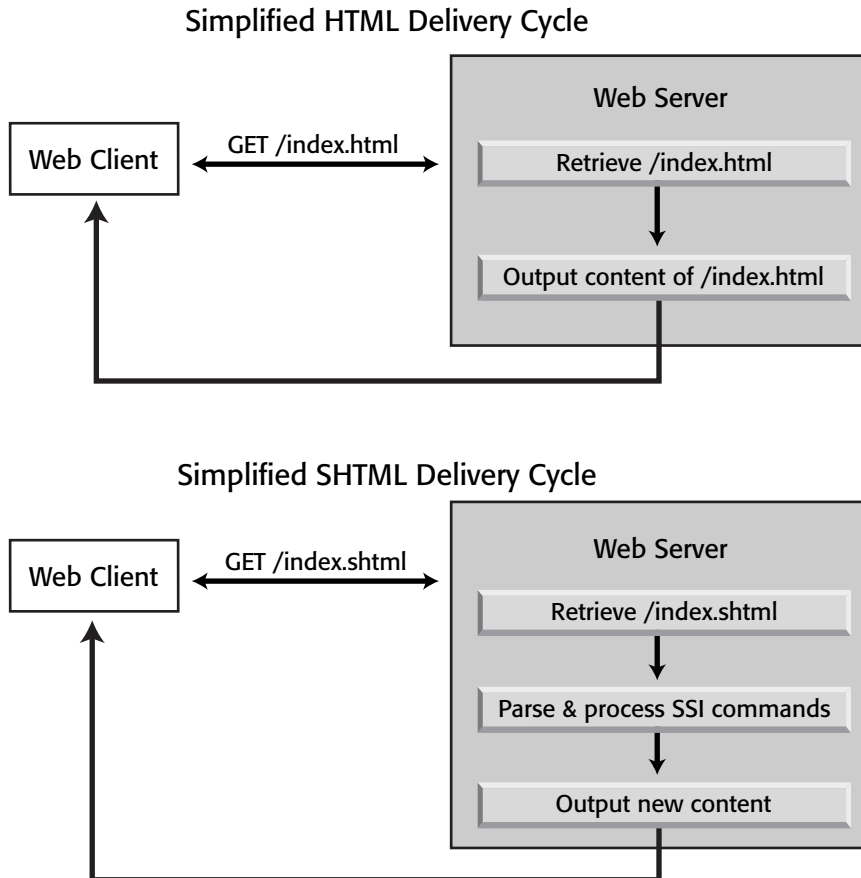 Simplified HTML Delivery Cycle
Web Server
Web Client
GET /index.html
Retrieve /index.html
Output content of /index.html
Simplified SHTML Delivery Cycle
Web Server
Web Client
GET /index.shtml
Retrieve /index.shtml
Parse & process SSI commands
Output new content